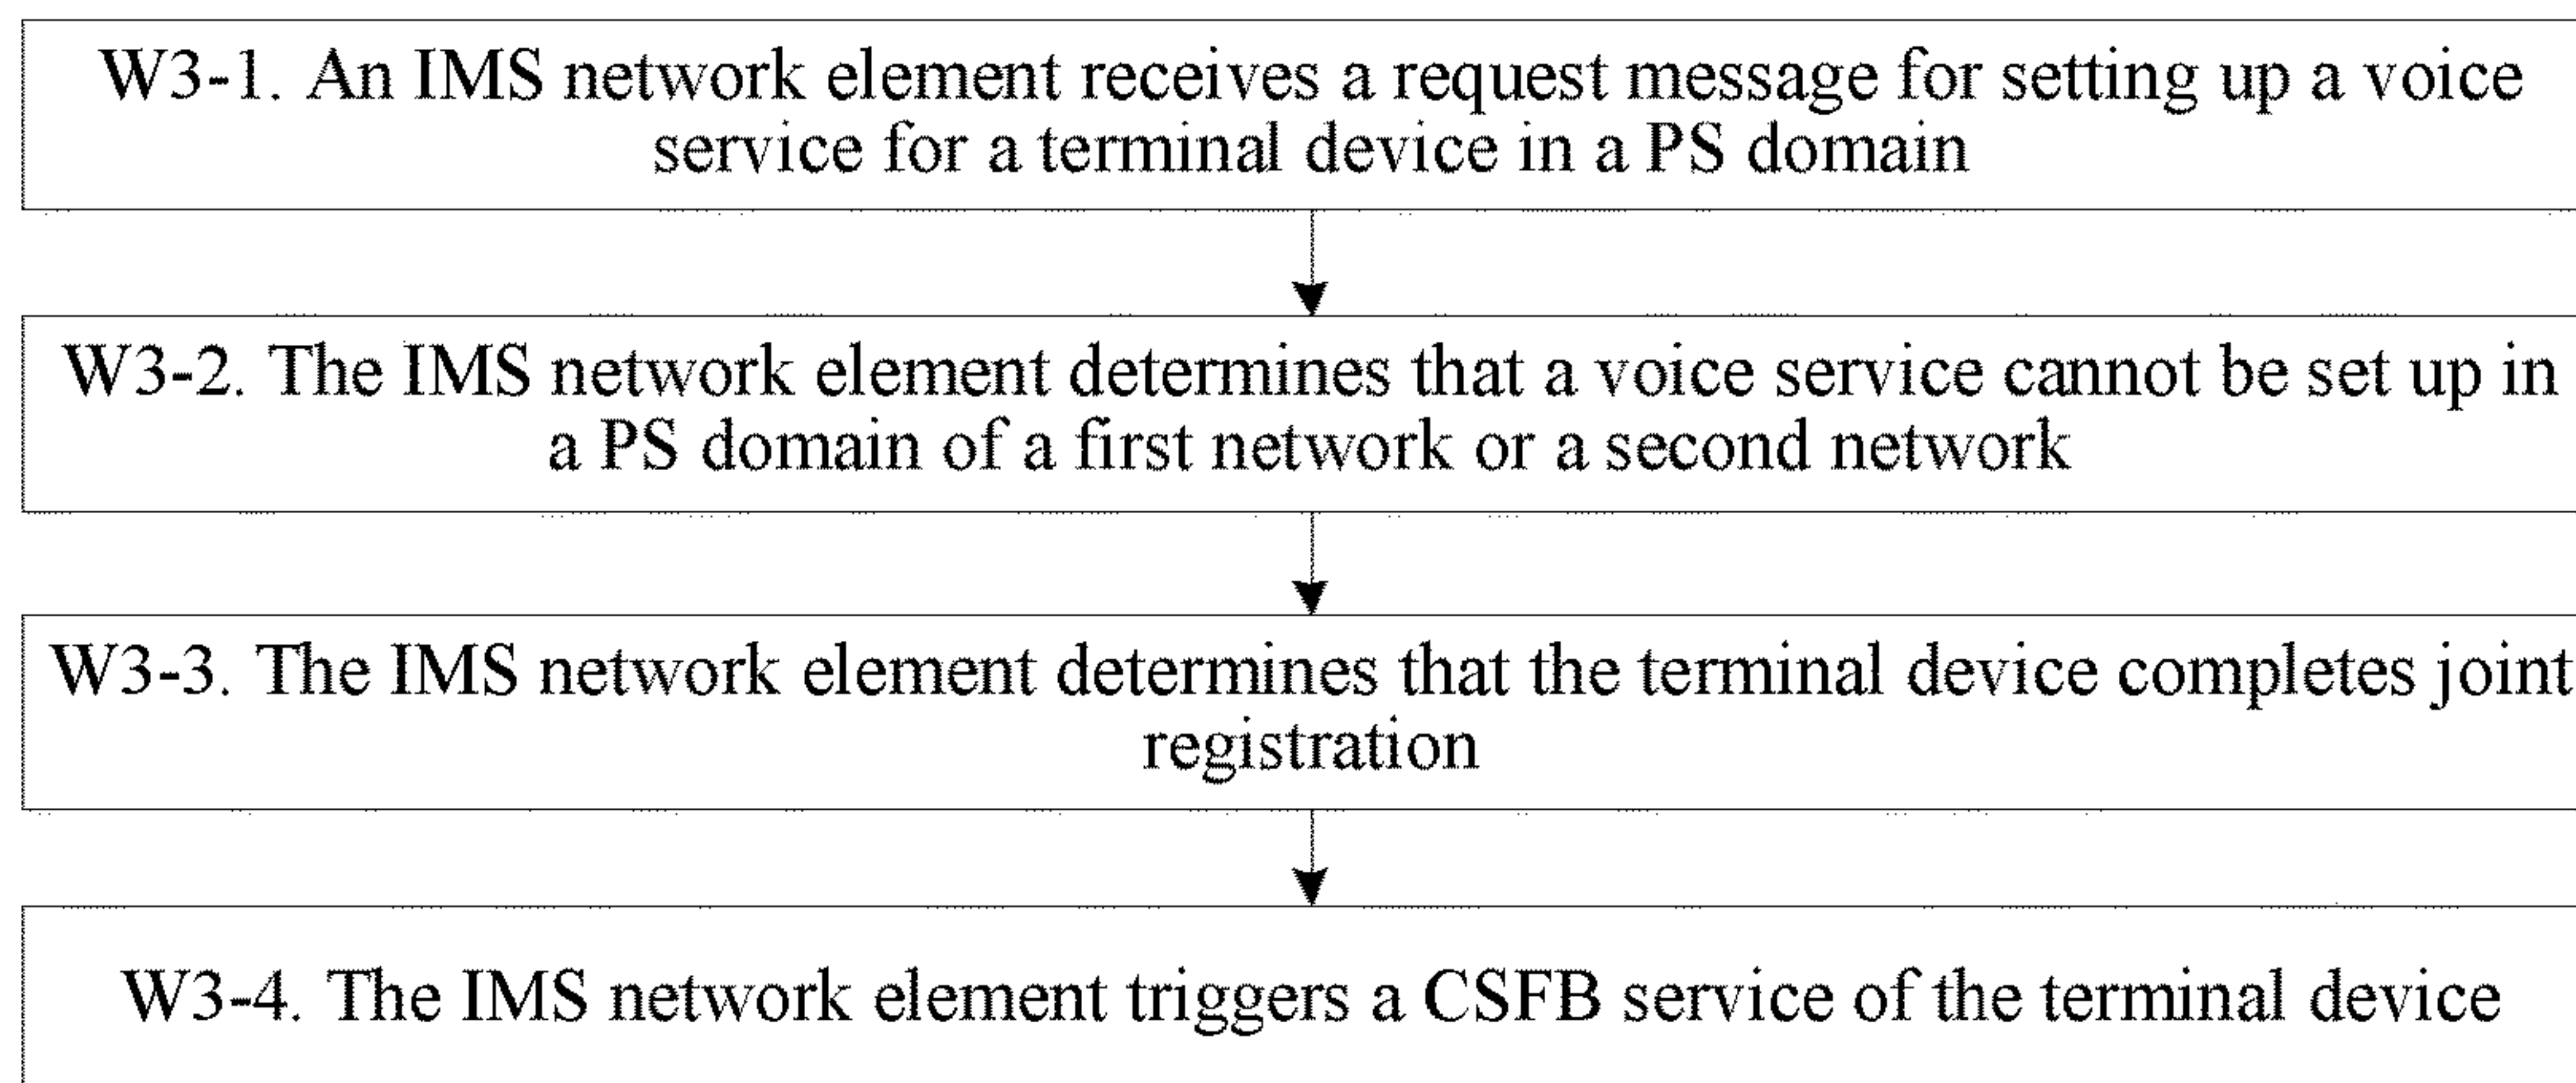 W3-1. An IMS network element receives a request message for setting up a voice
service for a terminal device in a PS domain
W3-2. The IMS network element determines that a voice service cannot be set up in
a PS domain of a first network or a second network
W3-3. The IMS network element determines that the terminal device completes joint
registration
W3-4. The IMS network element triggers a CSFB service of the terminal device